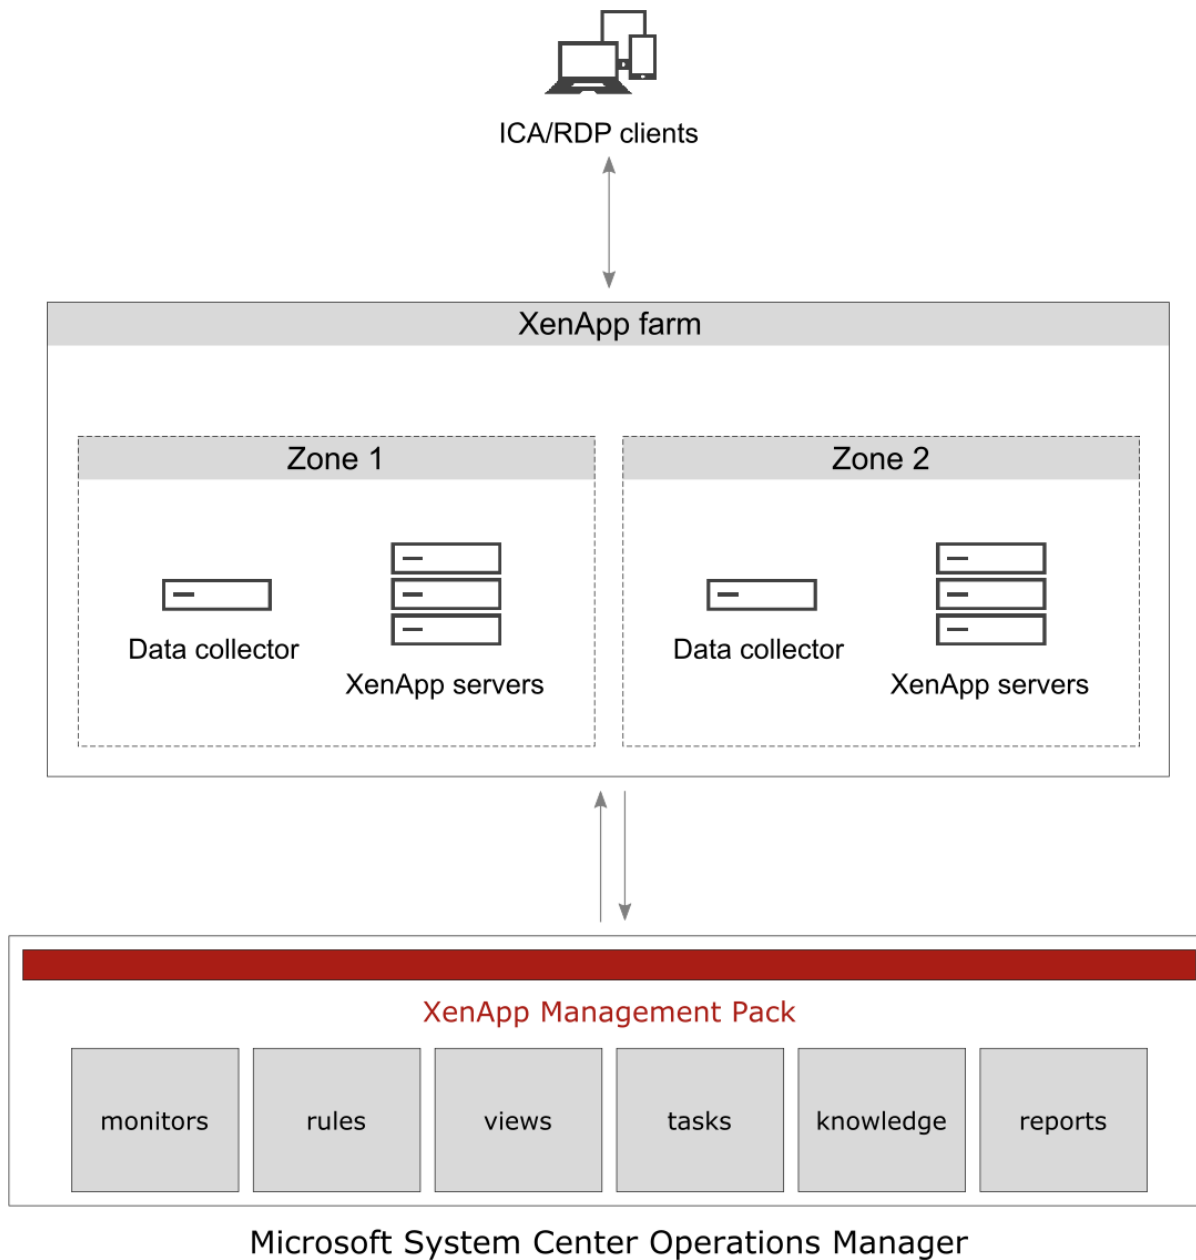 ICA/RDP clients
XenApp farm
Zone 1
Zone 2
Data collector
XenApp servers
Data collector
XenApp servers
XenApp Management Pack
monitors
rules
views
tasks
knowledge
reports
Microsoft System Center Operations Manager